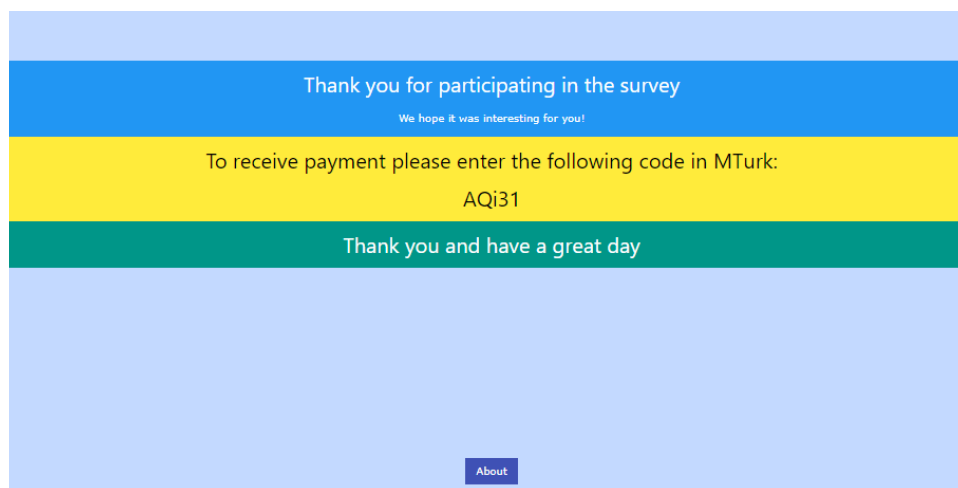 Thank you for participating in the survey
We hope it was interesting for you!
To receive payment please enter the following code in MTurk:
AQi31
Thank you and have a great day
About